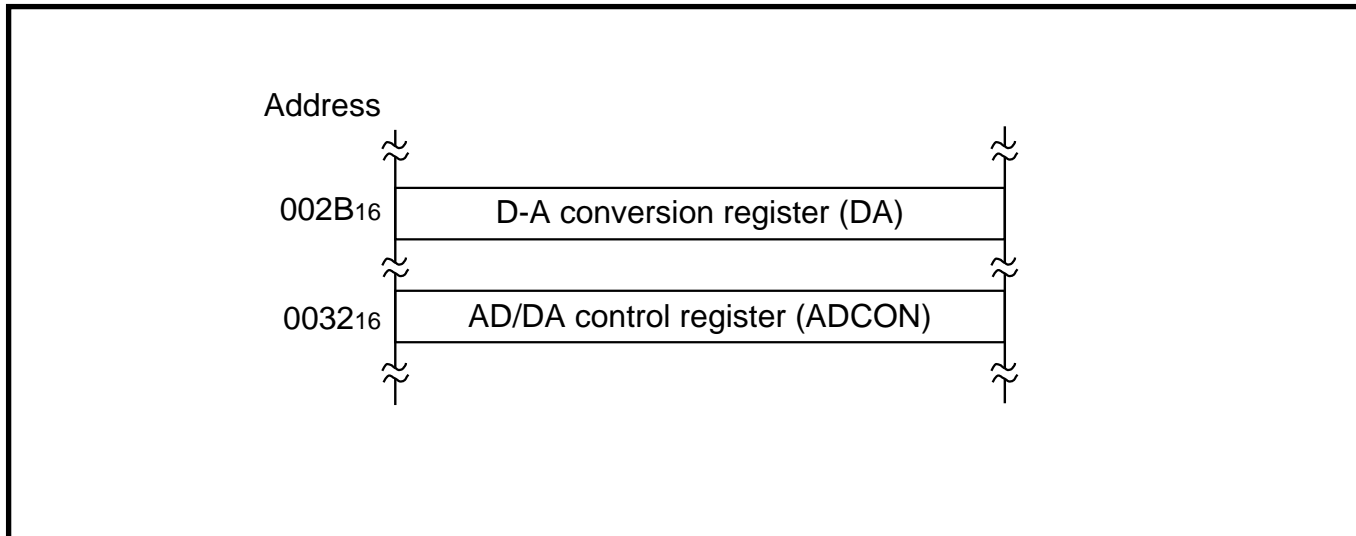 Address
002B16 D-A conversion register (DA)
003216 AD/DA control register (ADCON)